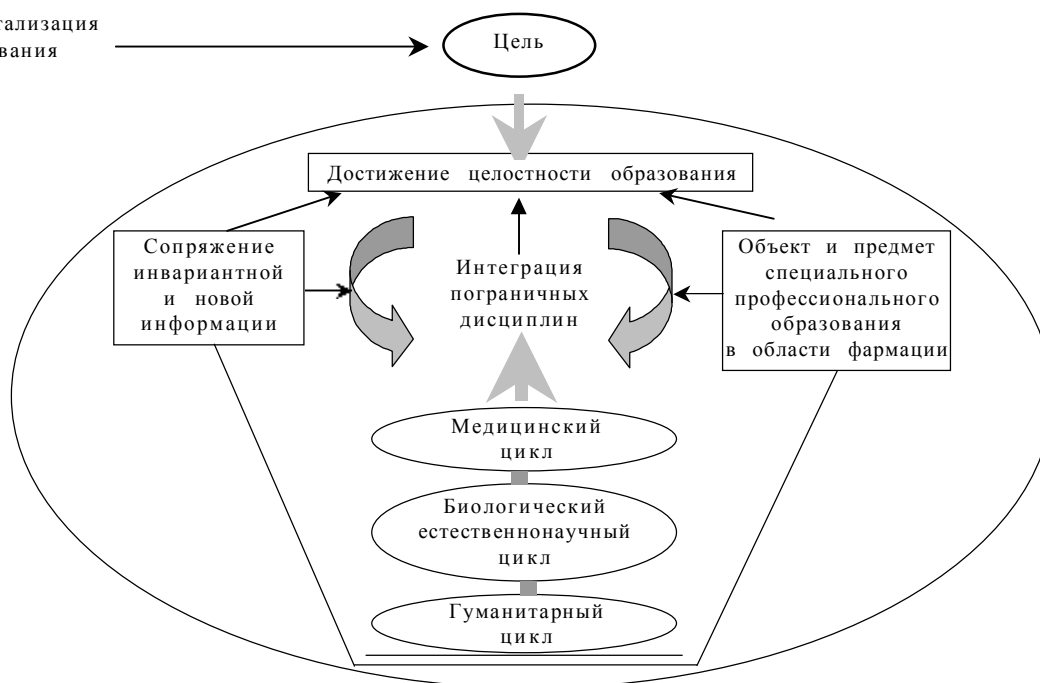 Цель
Достижение целостности образования
Сопряжение
инвариантной
и новой
информации
Интеграция
пограничных
дисциплин
Объект и предмет
специального
профессионального
образования
в области фармации
Медицинский
цикл
Биологический
естественнонаучный
цикл
Гуманитарный
цикл